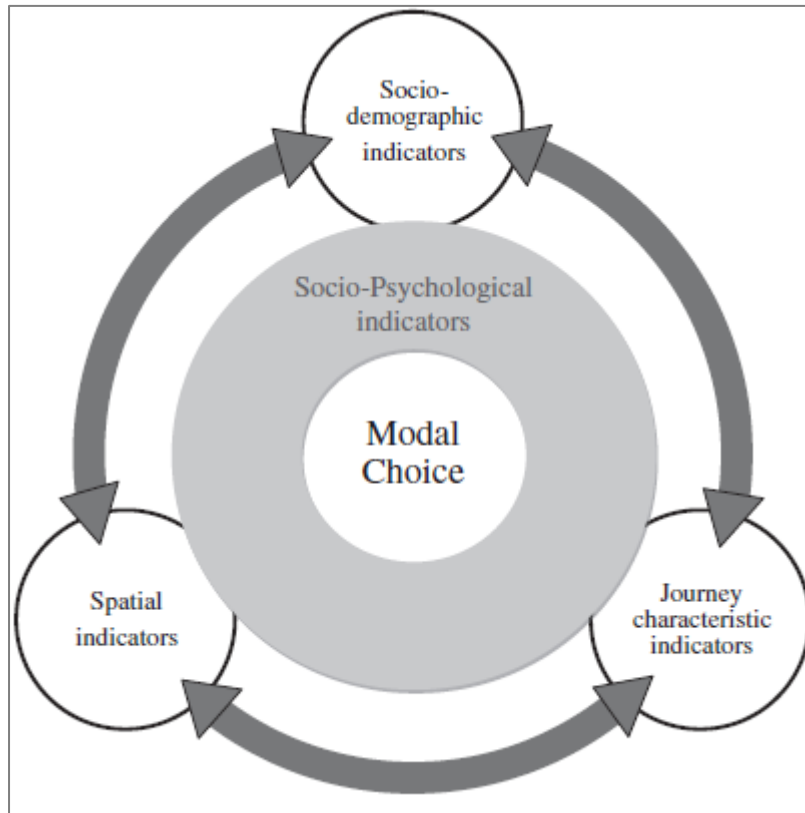 Socio-
demographic
indicators
Socio-Psychological
indicators
Modal
Choice
Spatial
indicators
Journey
characteristic
indicators